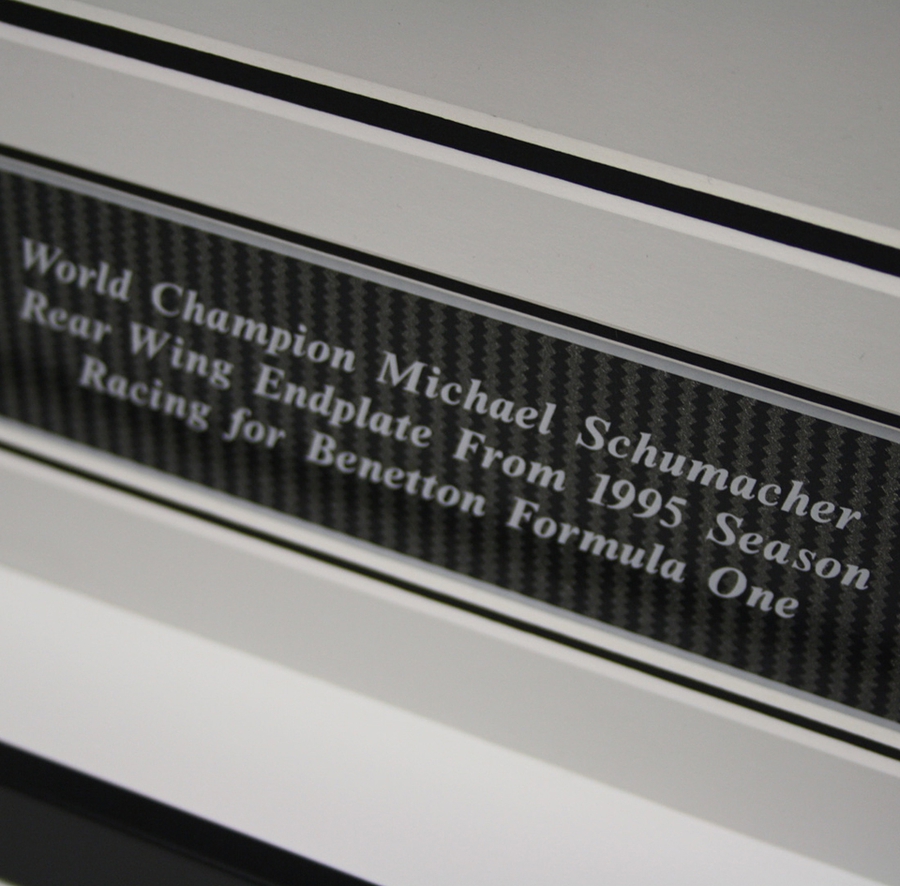 World Champion Michael Schumacher
Rear Wing Endplate From 1995 Season
Racing for Benetton Formula One